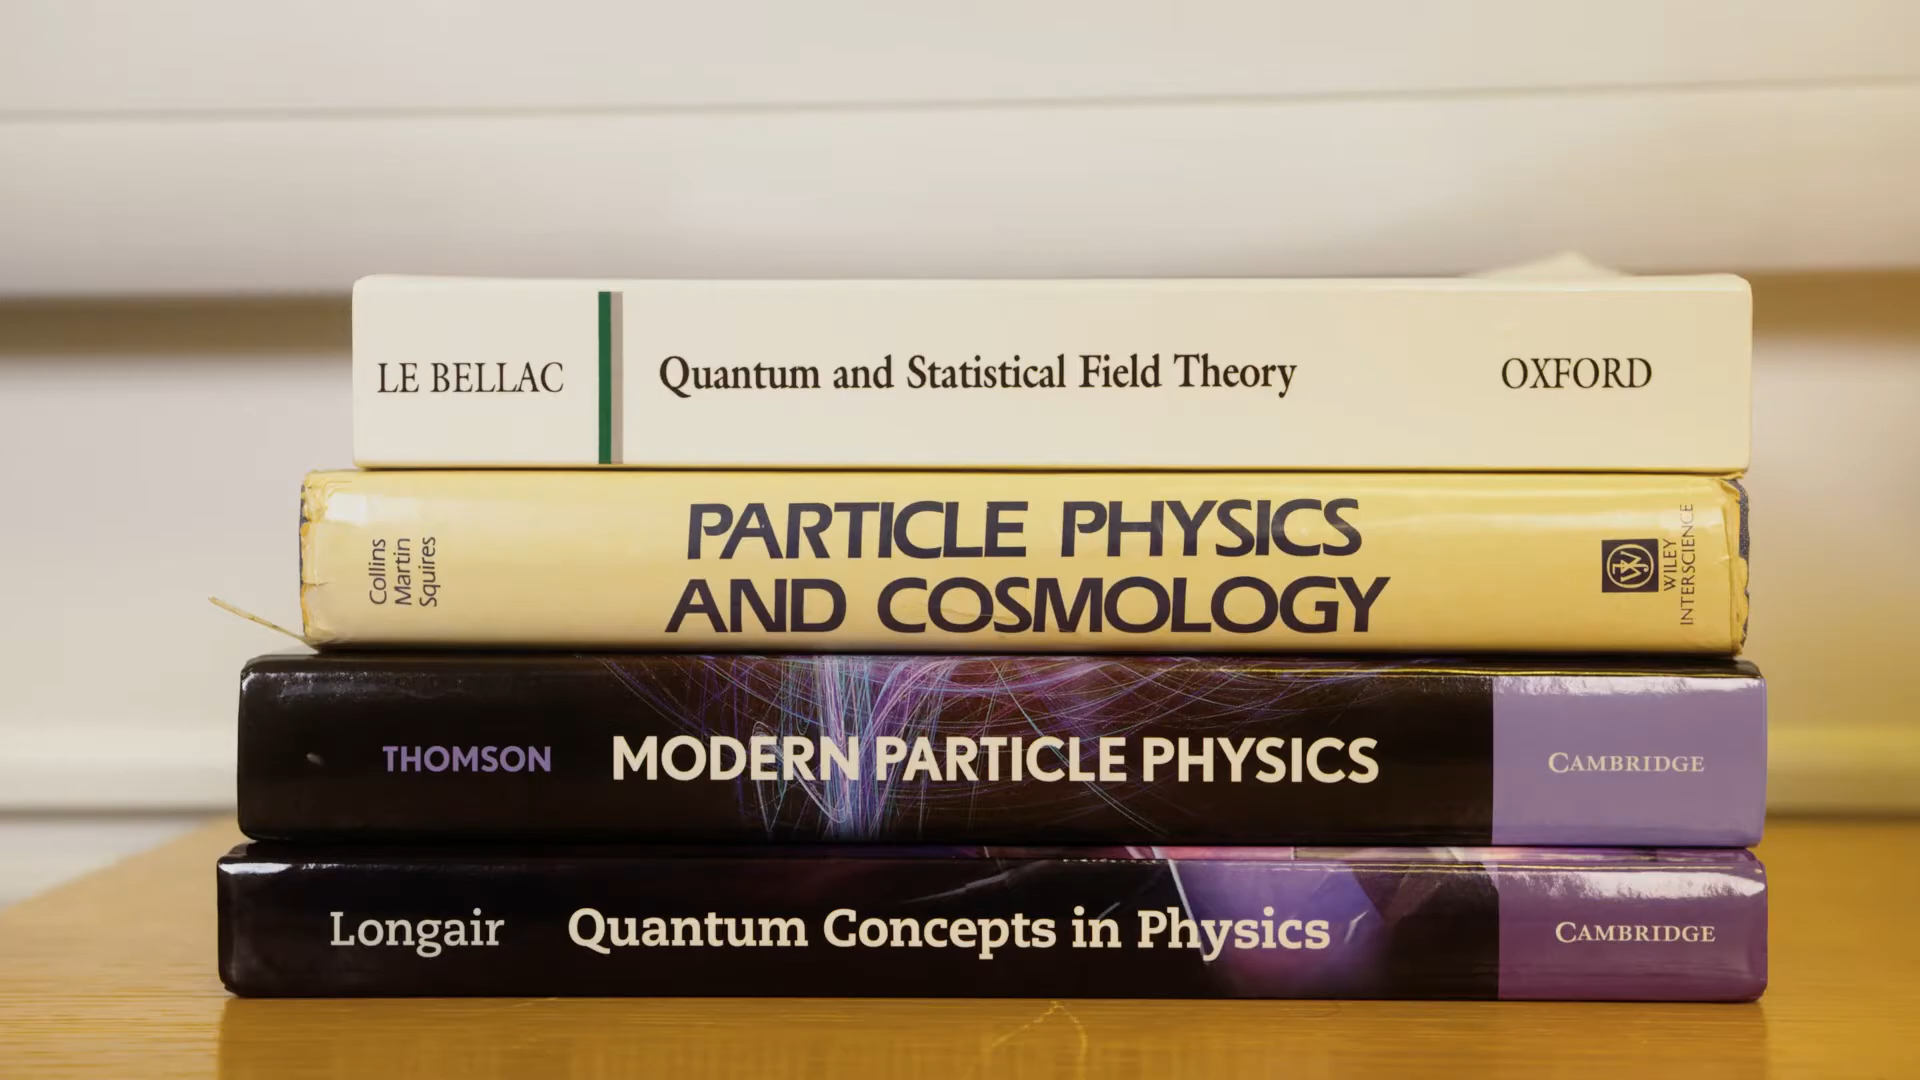 LE BELLAC Quantum and Statistical Field Theory OXFORD
Collins
Martin
Squires
PARTICLE PHYSICS
AND COSMOLOGY
WILEY
INTERSCIENCE
THOMSON MODERN PARTICLE PHYSICS CAMBRIDGE
Longair Quantum Concepts in Physics CAMBRIDGE